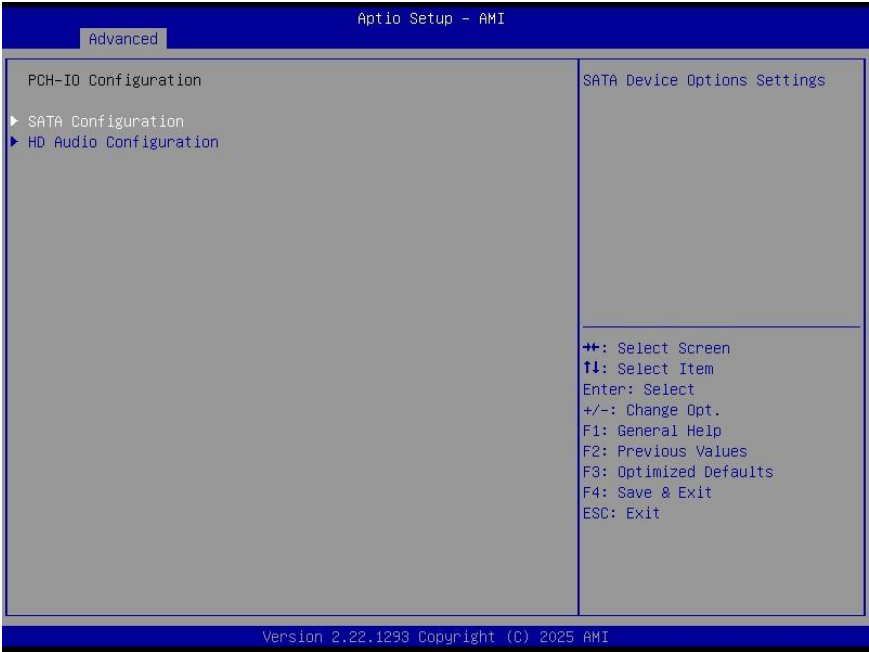 Aptio Setup – AMI
Advanced
PCH-IO Configuration
SATA Configuration
HD Audio Configuration
SATA Device Options Settings
→←: Select Screen
↑↓: Select Item
Enter: Select
+/-: Change Opt.
F1: General Help
F2: Previous Values
F3: Optimized Defaults
F4: Save & Exit
ESC: Exit
Version 2.22.1293 Copyright (C) 2025 AMI